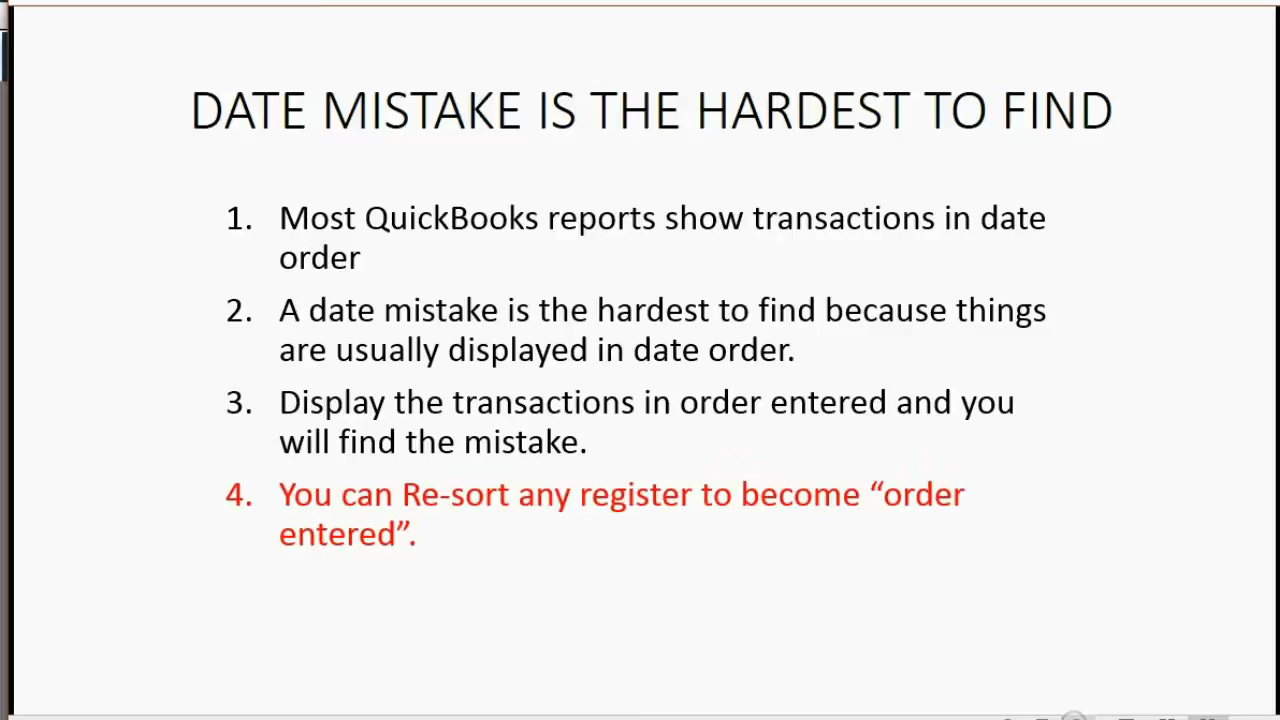 DATE MISTAKE IS THE HARDEST TO FIND
1. Most QuickBooks reports show transactions in date
order
2. A date mistake is the hardest to find because things
are usually displayed in date order.
3. Display the transactions in order entered and you
will find the mistake.
4. You can Re-sort any register to become “order
entered”.